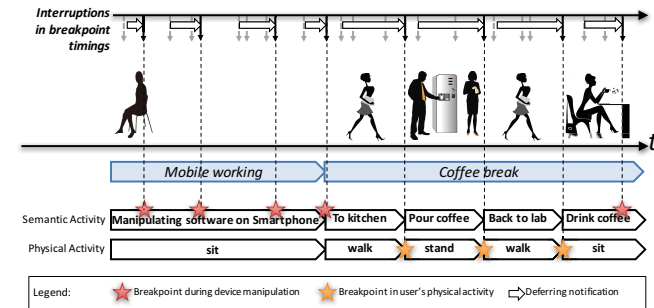 Interruptions
in breakpoint
timings
t
Mobile working
Coffee break
Semantic Activity
Manipulating software on Smartphone
To kitchen
Pour coffee
Back to lab
Drink coffee
Physical Activity
sit
walk
stand
walk
sit
Legend:
Breakpoint during device manipulation
Breakpoint in user's physical activity
Deferring notification